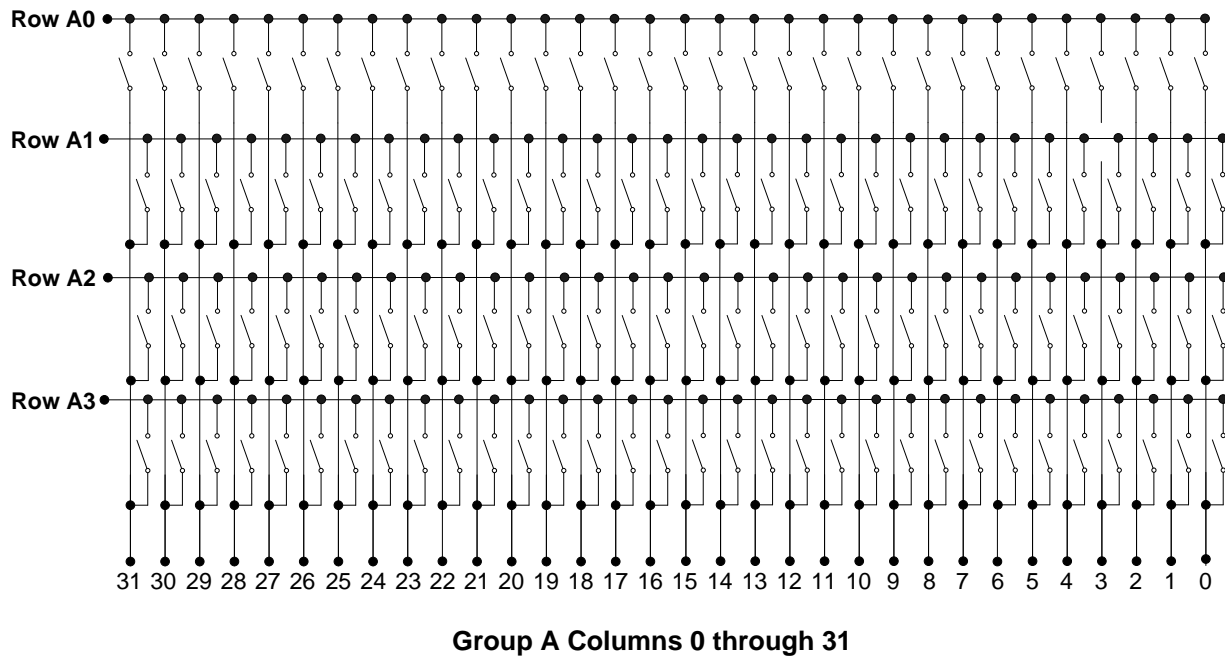 Row A0
Row A1
Row A2
Row A3
31 30 29 28 27 26 25 24 23 22 21 20 19 18 17 16 15 14 13 12 11 10 9 8 7 6 5 4 3 2 1 0
Group A Columns 0 through 31